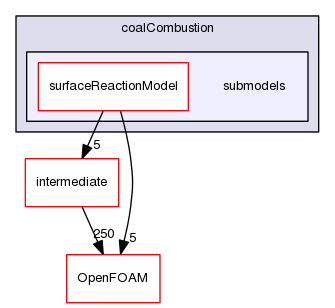 coalCombustion
surfaceReactionModel
submodels
5
intermediate
250
5
OpenFOAM